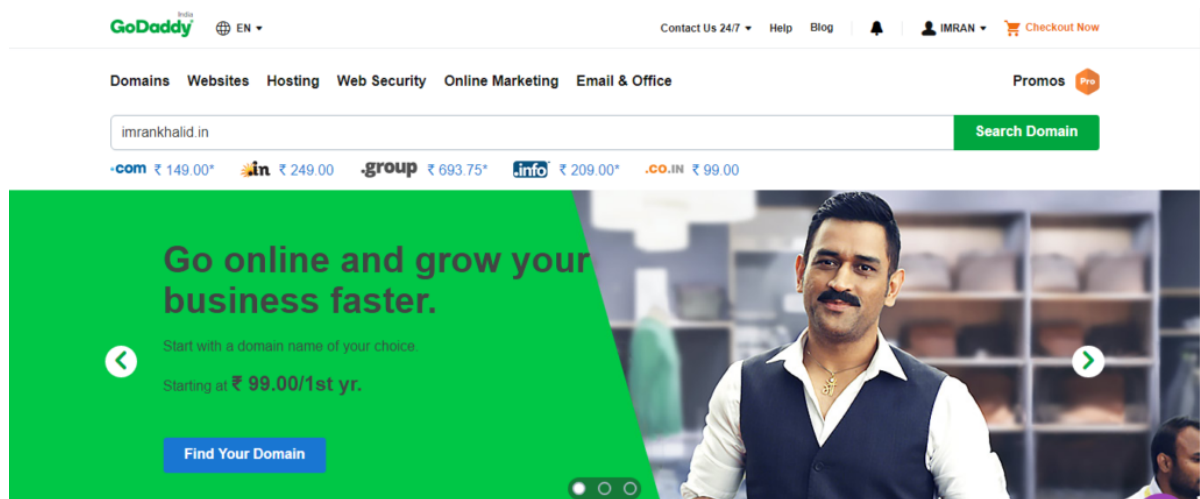 India
GoDaddy
EN
Contact Us 24/7
Help
Blog
IMRAN
Checkout Now
Domains
Websites
Hosting
Web Security
Online Marketing
Email & Office
Promos
Pro
imrankhalid.in
Search Domain
.com ₹ 149.00*
.in ₹ 249.00
.group ₹ 693.75*
.info ₹ 209.00*
.co.in ₹ 99.00
Go online and grow your
business faster.
Start with a domain name of your choice.
Starting at ₹ 99.00/1st yr.
Find Your Domain